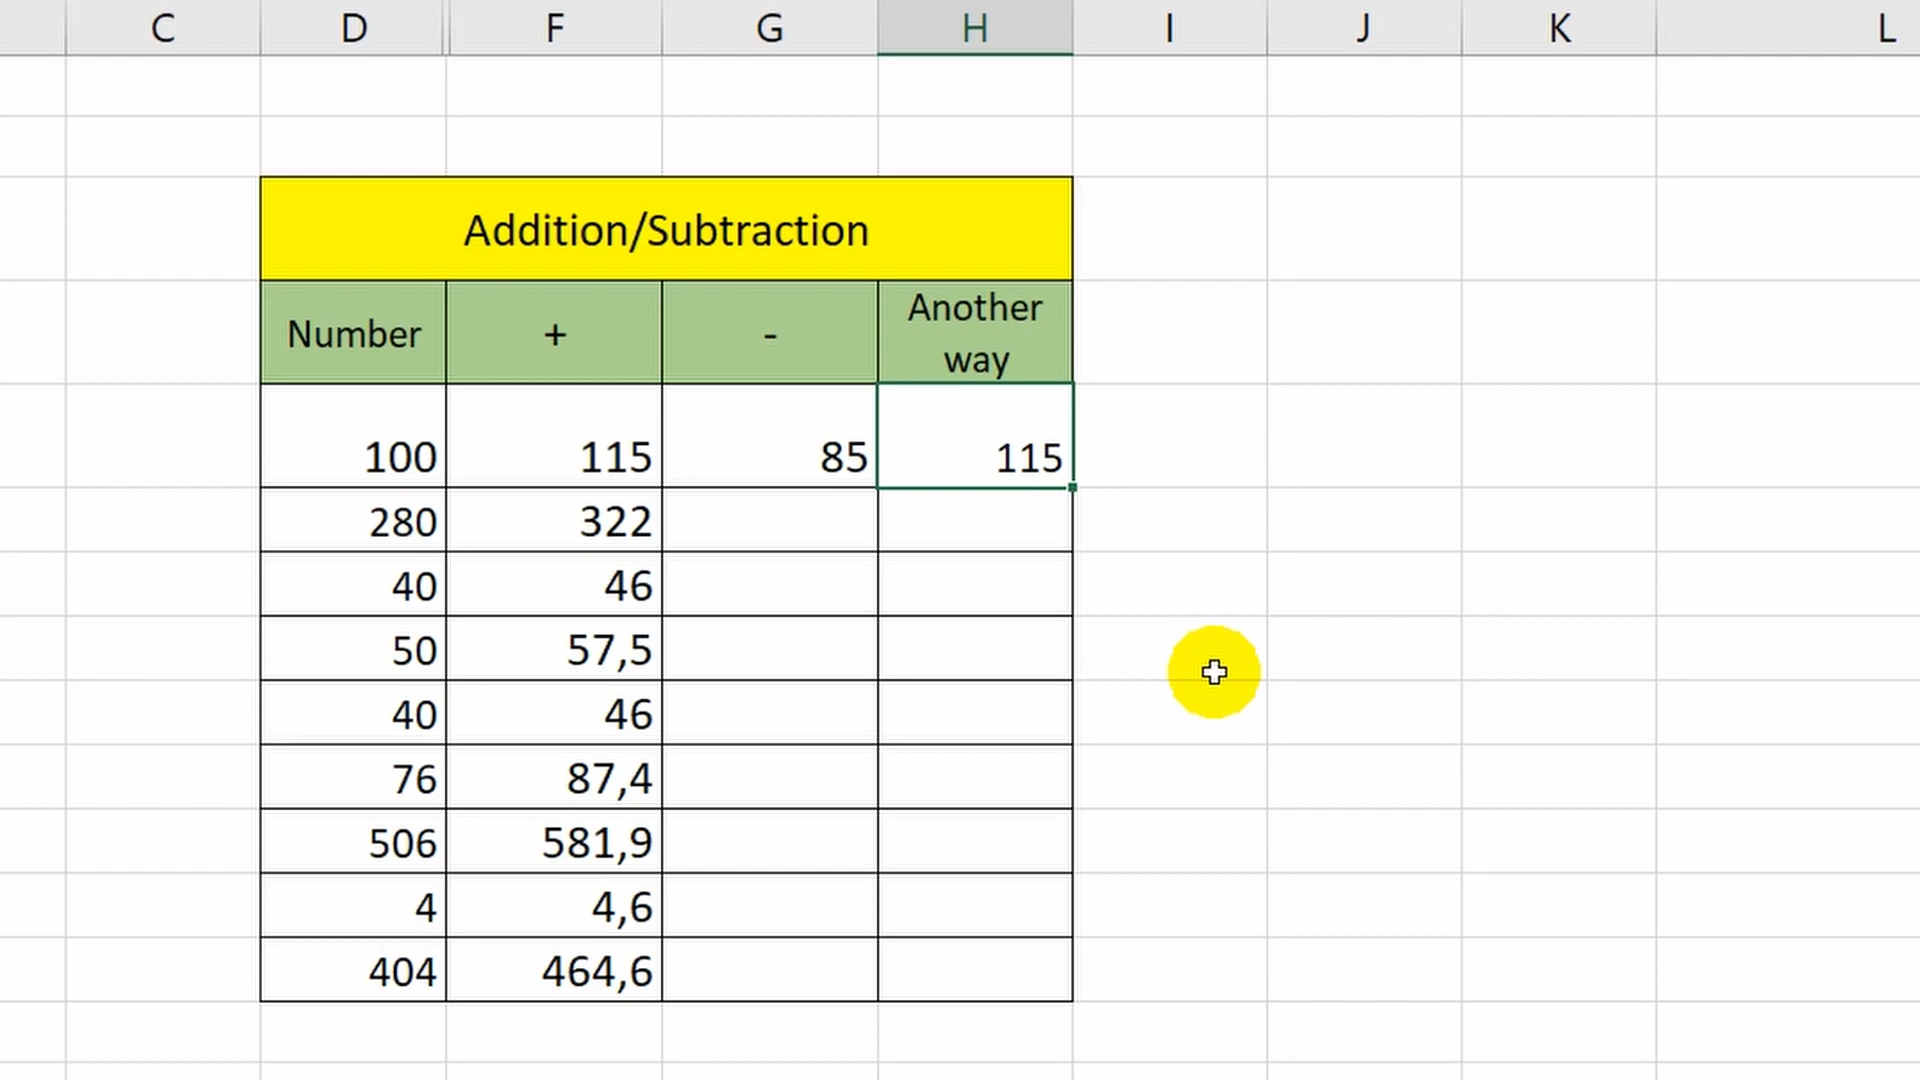 C D F G H I J K L
Addition/Subtraction
Number + - Another way
100 115 85 115
280 322
40 46
50 57,5
40 46
76 87,4
506 581,9
4 4,6
404 464,6